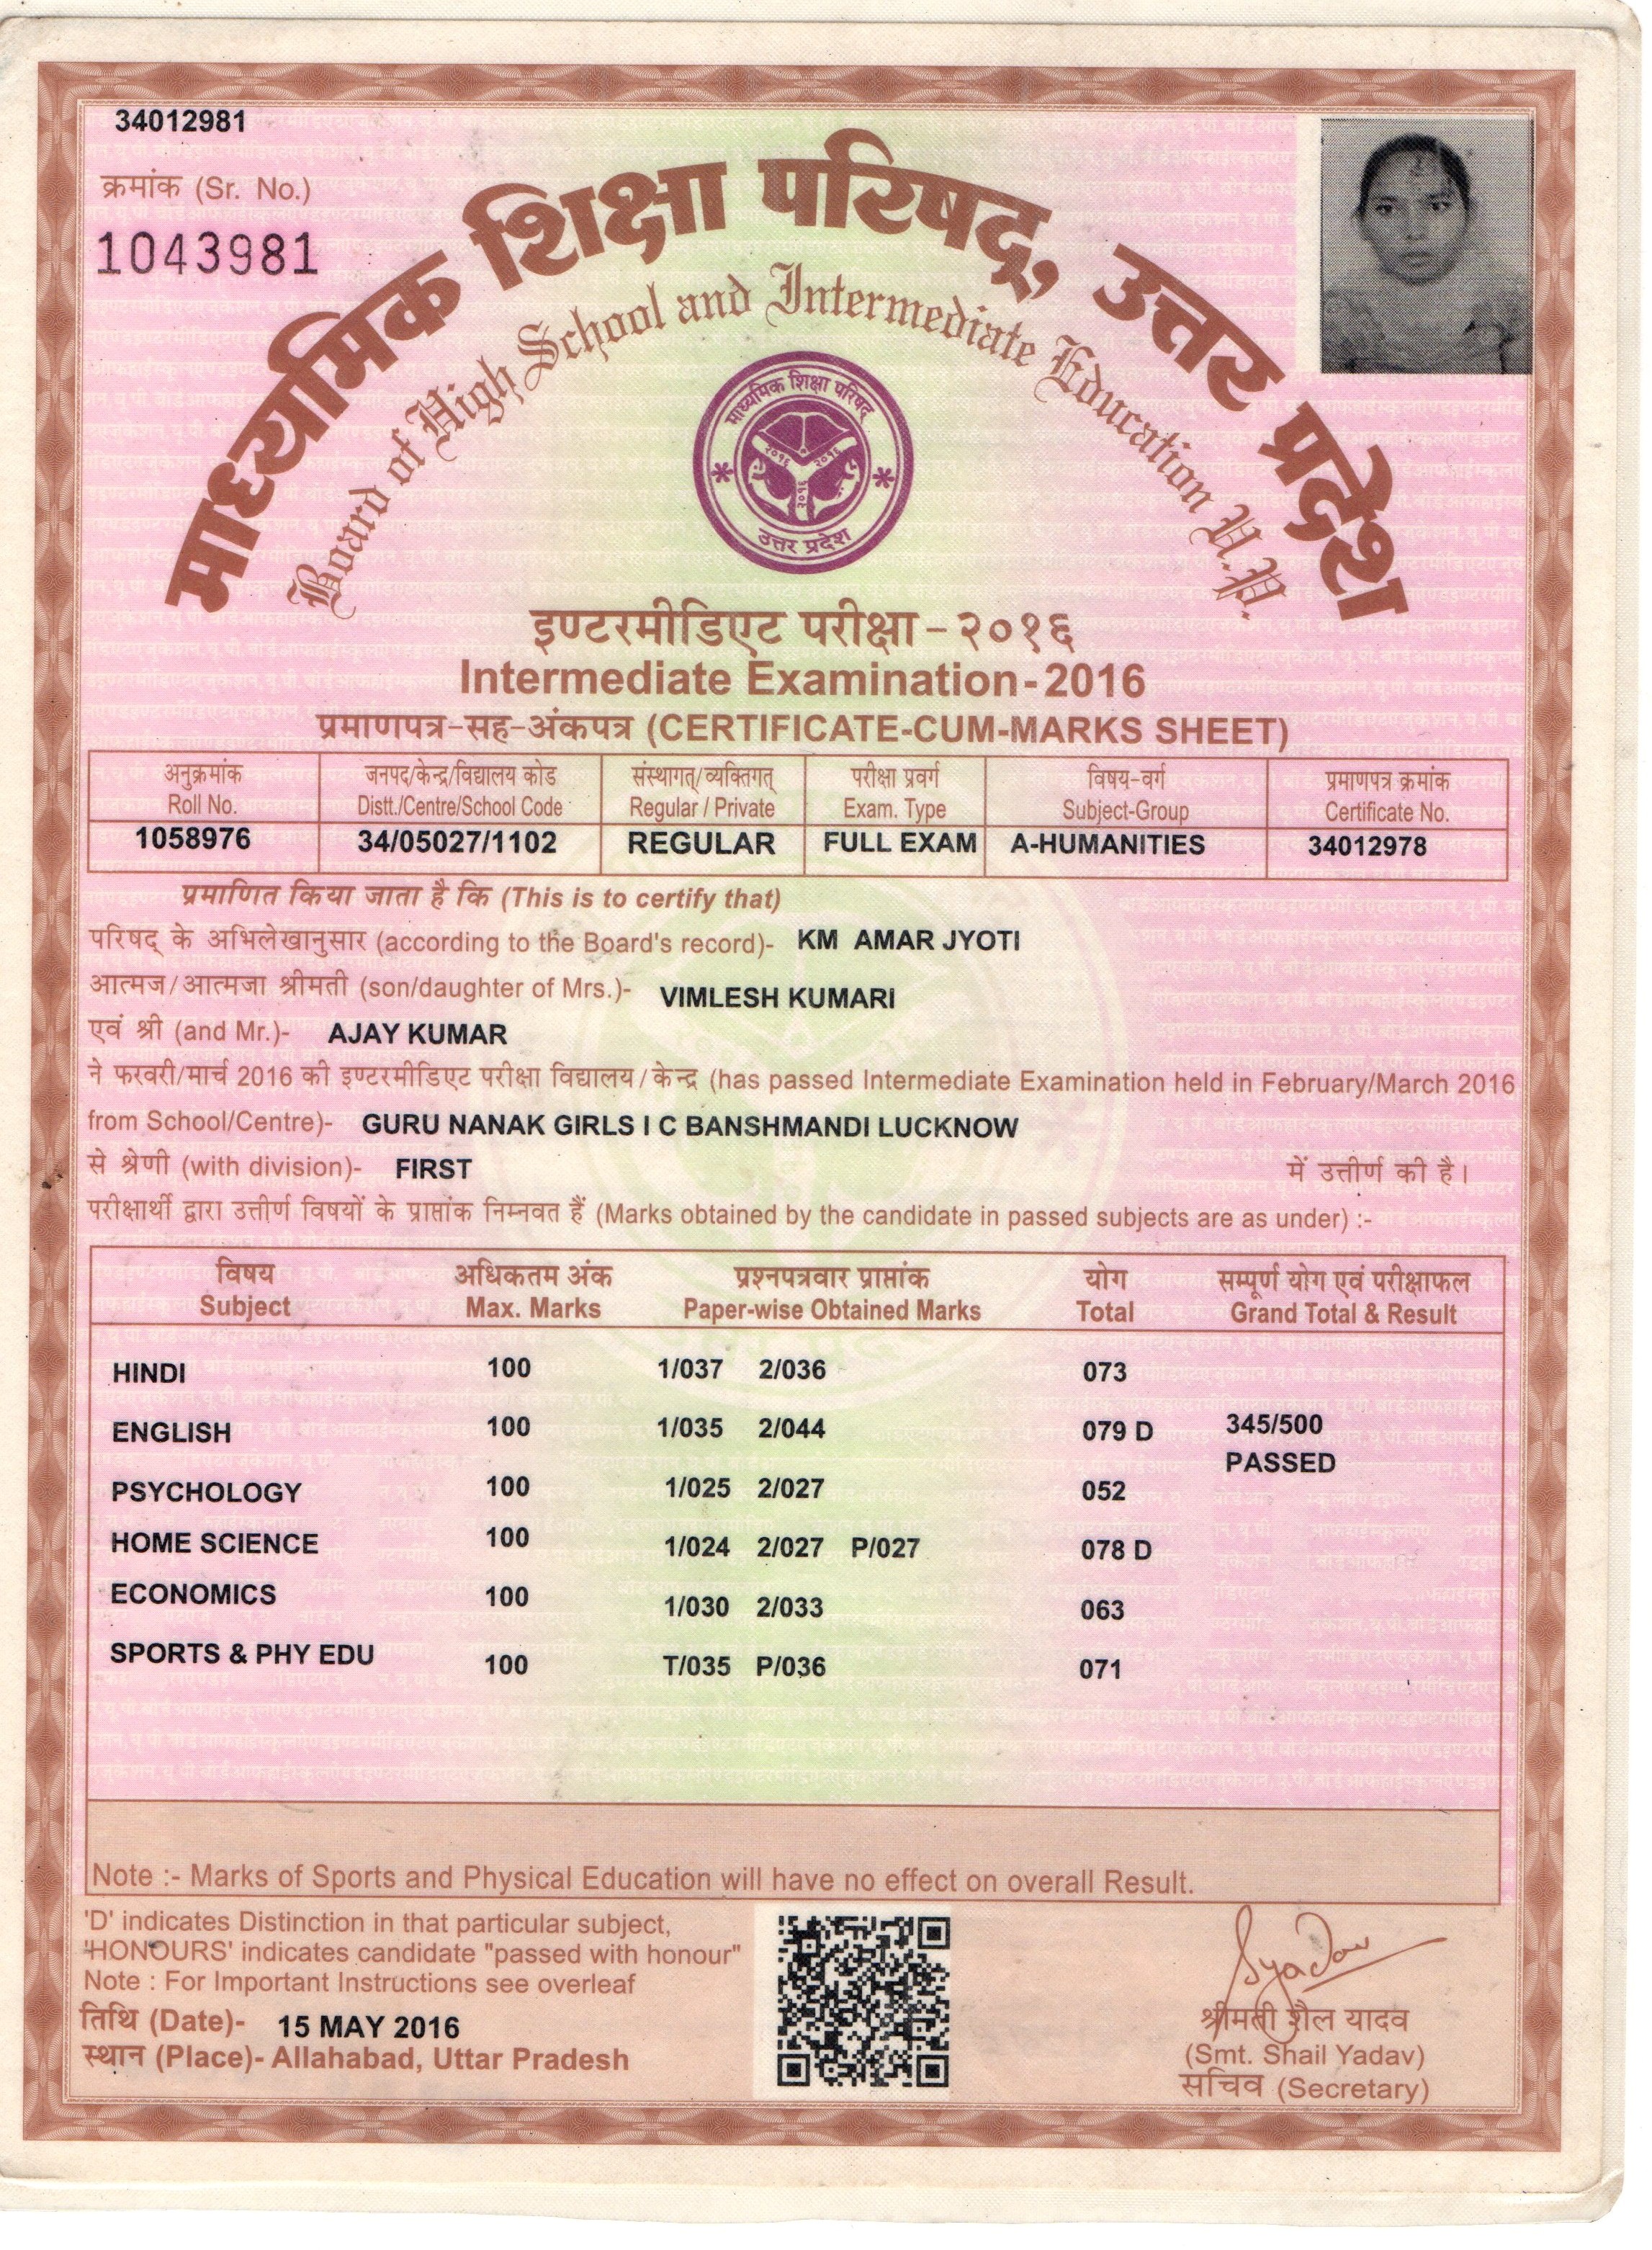 34012981
क्रमांक (Sr. No.)
1043981
माध्यमिक शिक्षा परिषद्, उत्तर प्रदेश
Board of High School and Intermediate Education U.P.
माध्यमिक शिक्षा परिषद्
२०१६ २०१६
२०१६
उत्तर प्रदेश
इण्टरमीडिएट परीक्षा - २०१६
Intermediate Examination - 2016
प्रमाणपत्र-सह-अंकपत्र (CERTIFICATE-CUM-MARKS SHEET)
अनुक्रमांक जनपद/केन्द्र/विद्यालय कोड संस्थागत्/व्यक्तिगत् परीक्षा प्रवर्ग विषय-वर्ग प्रमाणपत्र क्रमांक
Roll No. Distt./Centre/School Code Regular / Private Exam. Type Subject-Group Certificate No.
1058976 34/05027/1102 REGULAR FULL EXAM A-HUMANITIES 34012978
प्रमाणित किया जाता है कि (This is to certify that)
परिषद् के अभिलेखानुसार (according to the Board's record)- KM AMAR JYOTI
आत्मज/आत्मजा श्रीमती (son/daughter of Mrs.)- VIMLESH KUMARI
एवं श्री (and Mr.)- AJAY KUMAR
ने फरवरी/मार्च 2016 की इण्टरमीडिएट परीक्षा विद्यालय/केन्द्र (has passed Intermediate Examination held in February/March 2016
from School/Centre)- GURU NANAK GIRLS I C BANSHMANDI LUCKNOW
से श्रेणी (with division)- FIRST में उत्तीर्ण की है।
परीक्षार्थी द्वारा उत्तीर्ण विषयों के प्राप्तांक निम्नवत हैं (Marks obtained by the candidate in passed subjects are as under) :-
विषय अधिकतम अंक प्रश्नपत्रवार प्राप्तांक योग सम्पूर्ण योग एवं परीक्षाफल
Subject Max. Marks Paper-wise Obtained Marks Total Grand Total & Result
HINDI 100 1/037 2/036 073
ENGLISH 100 1/035 2/044 079 D 345/500
PASSED
PSYCHOLOGY 100 1/025 2/027 052
HOME SCIENCE 100 1/024 2/027 P/027 078 D
ECONOMICS 100 1/030 2/033 063
SPORTS & PHY EDU 100 T/035 P/036 071
Note :- Marks of Sports and Physical Education will have no effect on overall Result.
'D' indicates Distinction in that particular subject,
'HONOURS' indicates candidate "passed with honour"
Note : For Important Instructions see overleaf
तिथि (Date)- 15 MAY 2016
स्थान (Place)- Allahabad, Uttar Pradesh
SYadav
श्रीमती शैल यादव
(Smt. Shail Yadav)
सचिव (Secretary)